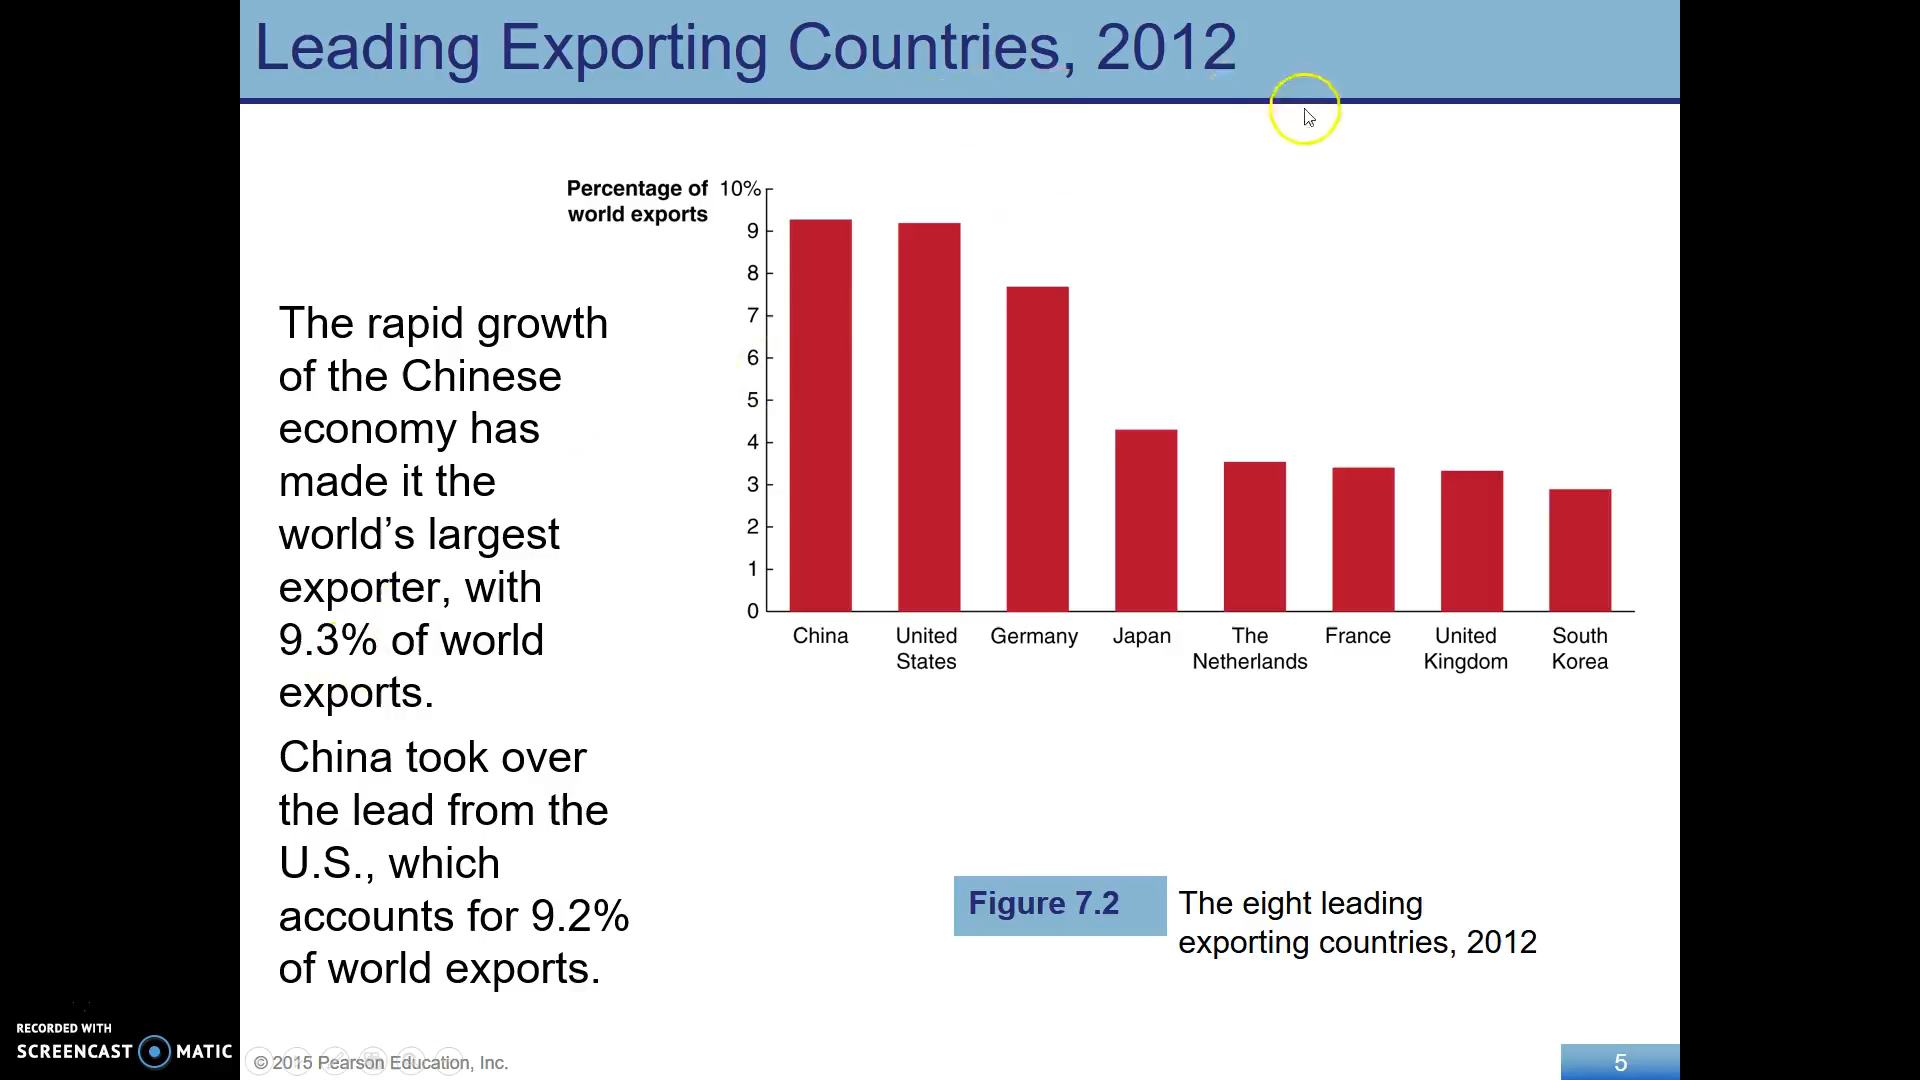 Leading Exporting Countries, 2012
Percentage of
world exports
10%
9
8
7
6
5
4
3
2
1
0
China
United
States
Germany
Japan
The
Netherlands
France
United
Kingdom
South
Korea
The rapid growth
of the Chinese
economy has
made it the
world’s largest
exporter, with
9.3% of world
exports.
China took over
the lead from the
U.S., which
accounts for 9.2%
of world exports.
Figure 7.2
The eight leading
exporting countries, 2012
RECORDED WITH
SCREENCAST MATIC
© 2015 Pearson Education, Inc.
5